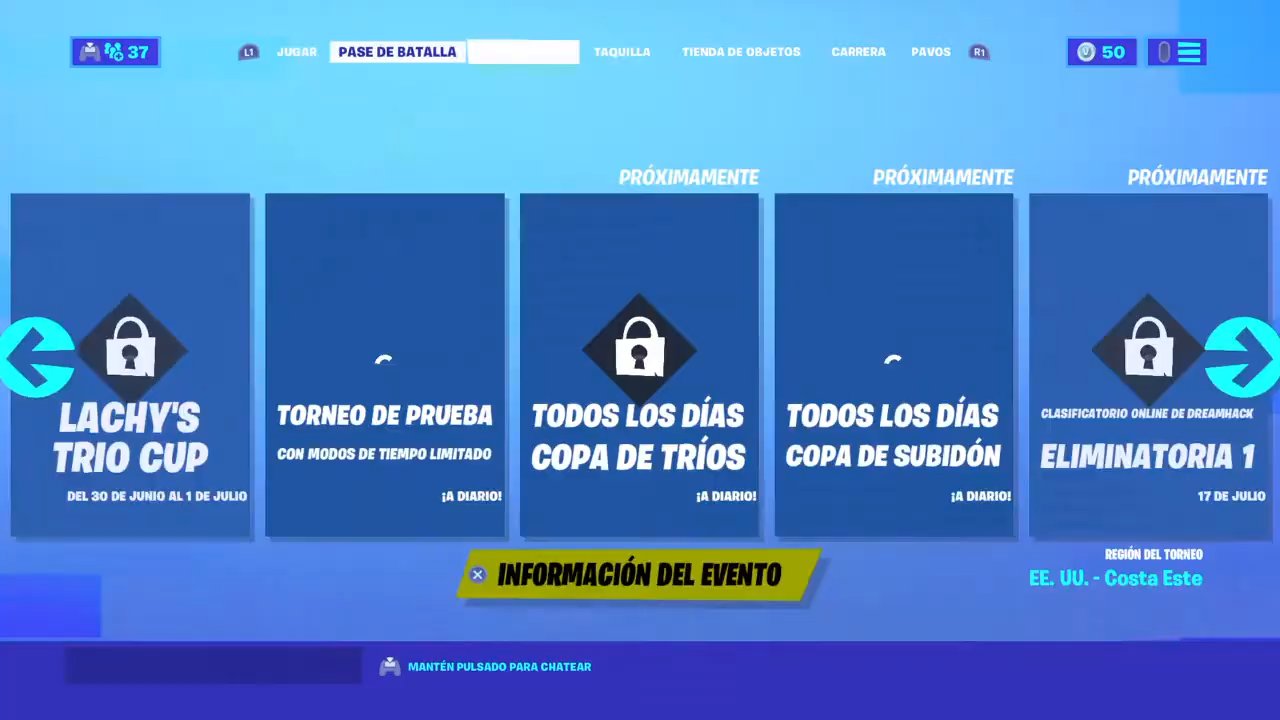 37
L1
JUGAR
PASE DE BATALLA
TAQUILLA
TIENDA DE OBJETOS
CARRERA
PAVOS
R1
50
PRÓXIMAMENTE
PRÓXIMAMENTE
PRÓXIMAMENTE
LACHY'S
TRIO CUP
DEL 30 DE JUNIO AL 1 DE JULIO
TORNEO DE PRUEBA
CON MODOS DE TIEMPO LIMITADO
¡A DIARIO!
TODOS LOS DÍAS
COPA DE TRÍOS
¡A DIARIO!
TODOS LOS DÍAS
COPA DE SUBIDÓN
¡A DIARIO!
CLASIFICATORIO ONLINE DE DREAMHACK
ELIMINATORIA 1
17 DE JULIO
INFORMACIÓN DEL EVENTO
REGIÓN DEL TORNEO
EE. UU. - Costa Este
MANTÉN PULSADO PARA CHATEAR